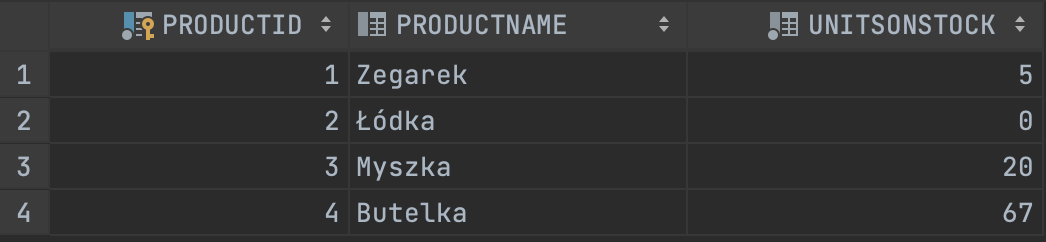 PRODUCTID PRODUCTNAME UNITSONSTOCK
1 1 Zegarek 5
2 2 Łódka 0
3 3 Myszka 20
4 4 Butelka 67